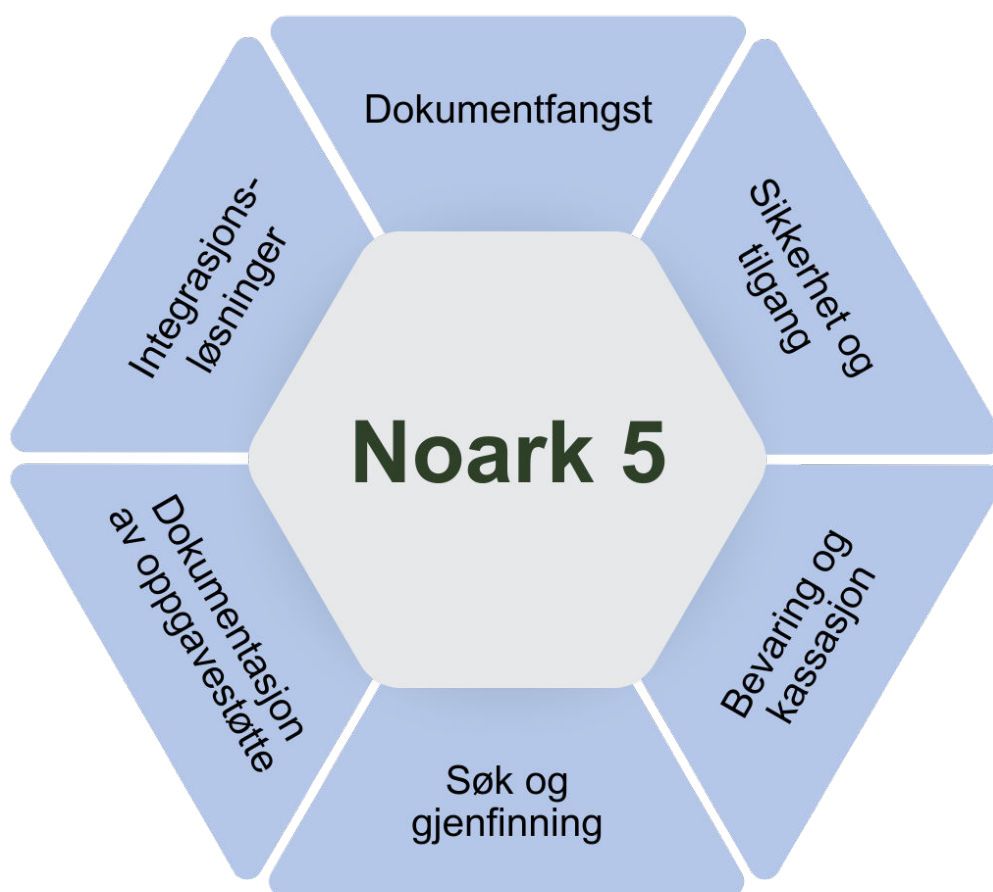 Dokumentfangst
Sikkerhet og
tilgang
Bevaring og
kassasjon
Søk og
gjenfinning
Dokumentasjon
av oppgavestøtte
Integrasjons-
løsninger
Noark 5